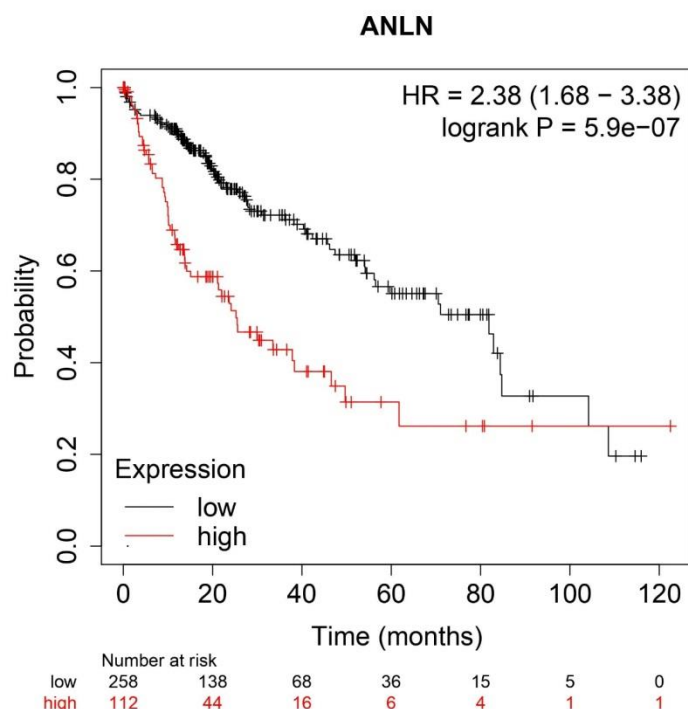 ANLN
HR = 2.38 (1.68 − 3.38)
logrank P = 5.9e−07
1.0
0.8
0.6
0.4
0.2
0.0
Probability
Expression
low
high
0 20 40 60 80 100 120
Time (months)
Number at risk
low 258 138 68 36 15 5 0
high 112 44 16 6 4 1 1